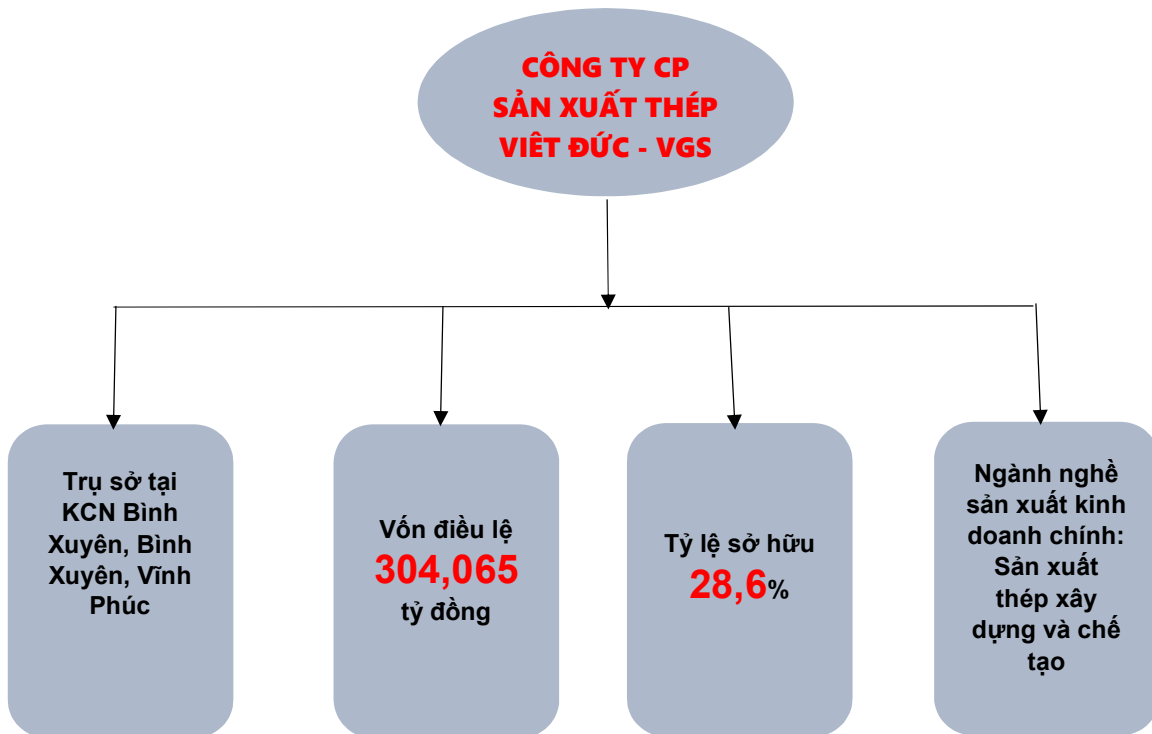 CÔNG TY CP
SẢN XUẤT THÉP
VIÊT ĐỨC - VGS
Trụ sở tại
KCN Bình
Xuyên, Bình
Xuyên, Vĩnh
Phúc
Vốn điều lệ
304,065
tỷ đồng
Tỷ lệ sở hữu
28,6%
Ngành nghề
sản xuất kinh
doanh chính:
Sản xuất
thép xây
dựng và chế
tạo